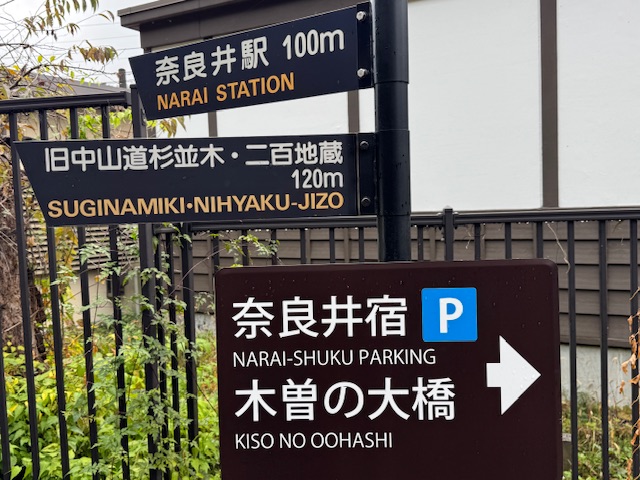 奈良井駅 100m
NARAI STATION
旧中山道杉並木・二百地蔵
120m
SUGINAMIKI･NIHYAKU-JIZO
奈良井宿 P
NARAI-SHUKU PARKING
木曽の大橋
KISO NO OOHASHI